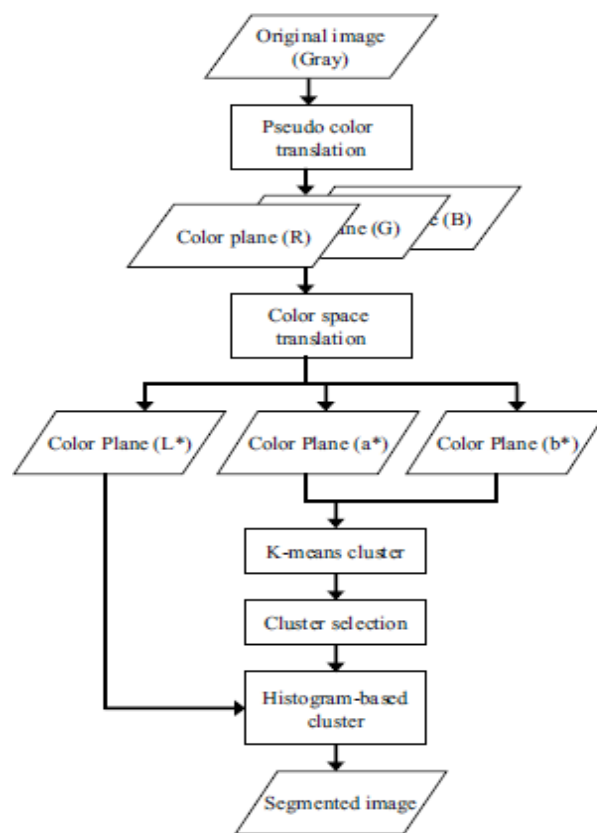 Original image
(Gray)
Pseudo color
translation
Color plane (R)
ane (G)
e (B)
Color space
translation
Color Plane (L*)
Color Plane (a*)
Color Plane (b*)
K-means cluster
Cluster selection
Histogram-based
cluster
Segmented image